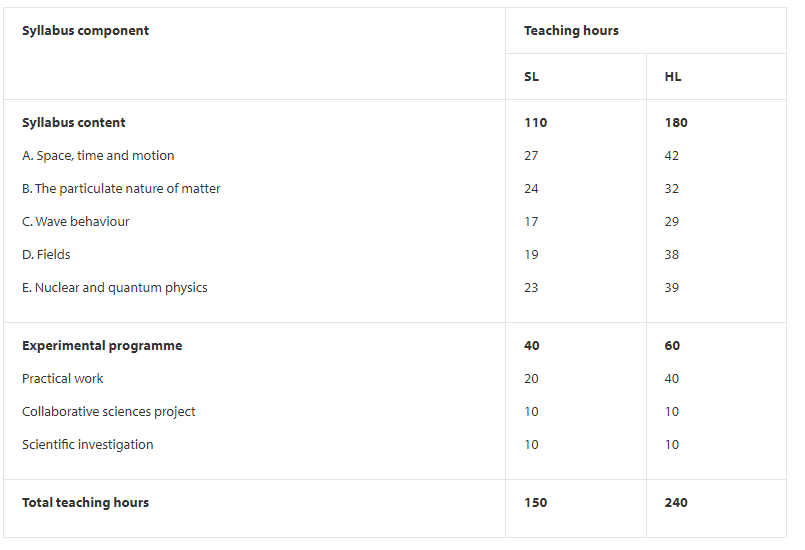 Syllabus component Teaching hours
SL HL
Syllabus content 110 180
A. Space, time and motion 27 42
B. The particulate nature of matter 24 32
C. Wave behaviour 17 29
D. Fields 19 38
E. Nuclear and quantum physics 23 39
Experimental programme 40 60
Practical work 20 40
Collaborative sciences project 10 10
Scientific investigation 10 10
Total teaching hours 150 240